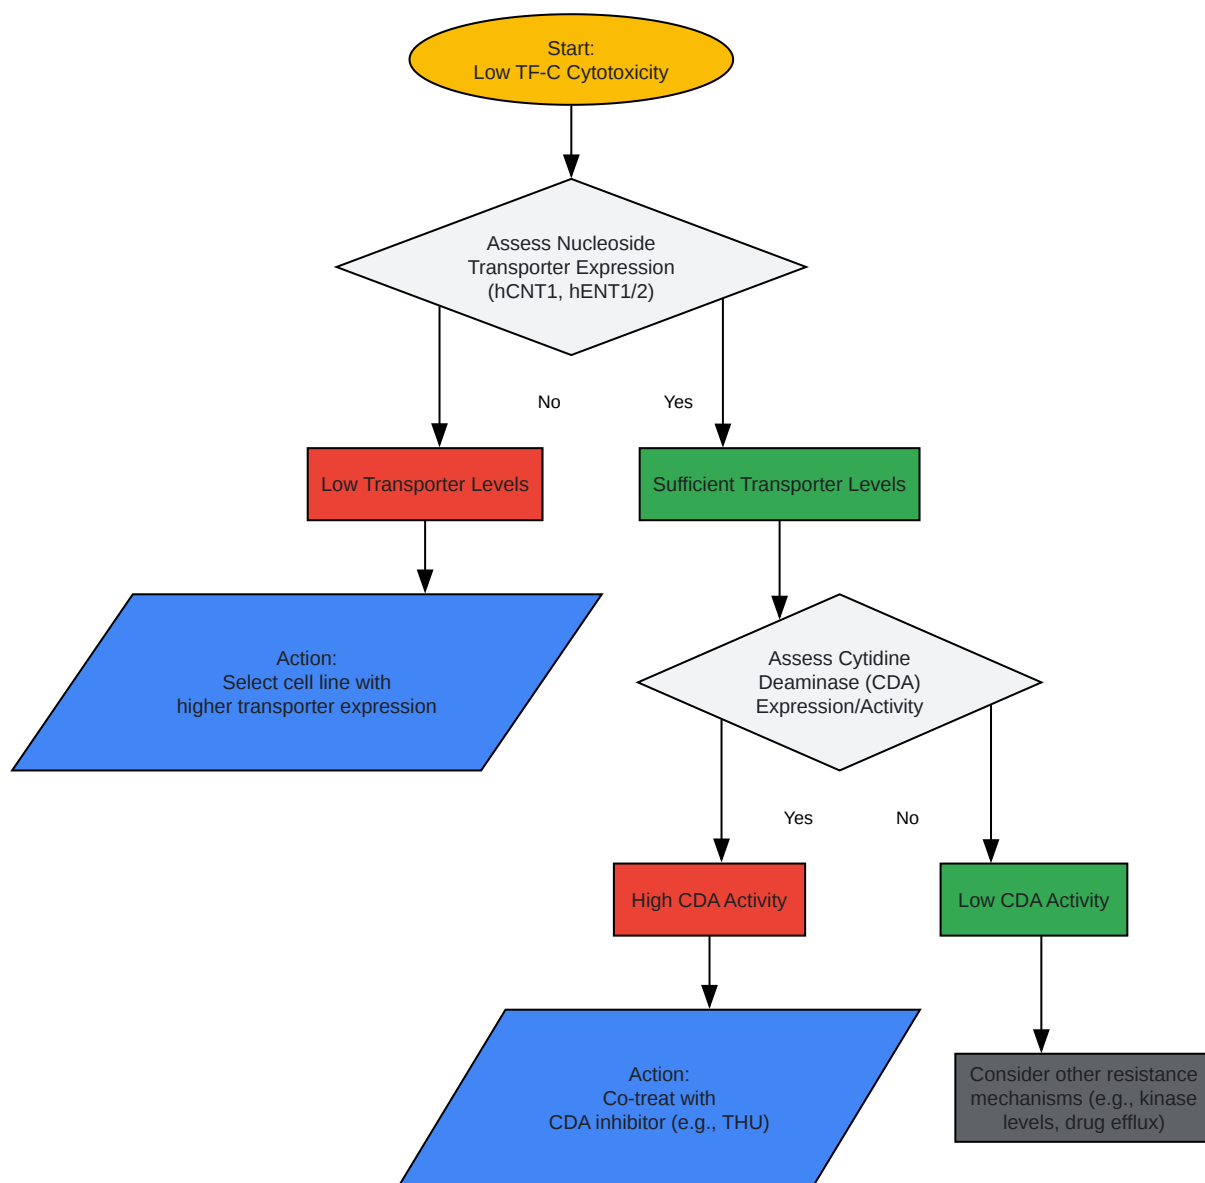 Start:
Low TF-C Cytotoxicity
Assess Nucleoside
Transporter Expression
(hCNT1, hENT1/2)
No
Yes
Low Transporter Levels
Sufficient Transporter Levels
Action:
Select cell line with
higher transporter expression
Assess Cytidine
Deaminase (CDA)
Expression/Activity
Yes
No
High CDA Activity
Low CDA Activity
Action:
Co-treat with
CDA inhibitor (e.g., THU)
Consider other resistance
mechanisms (e.g., kinase
levels, drug efflux)